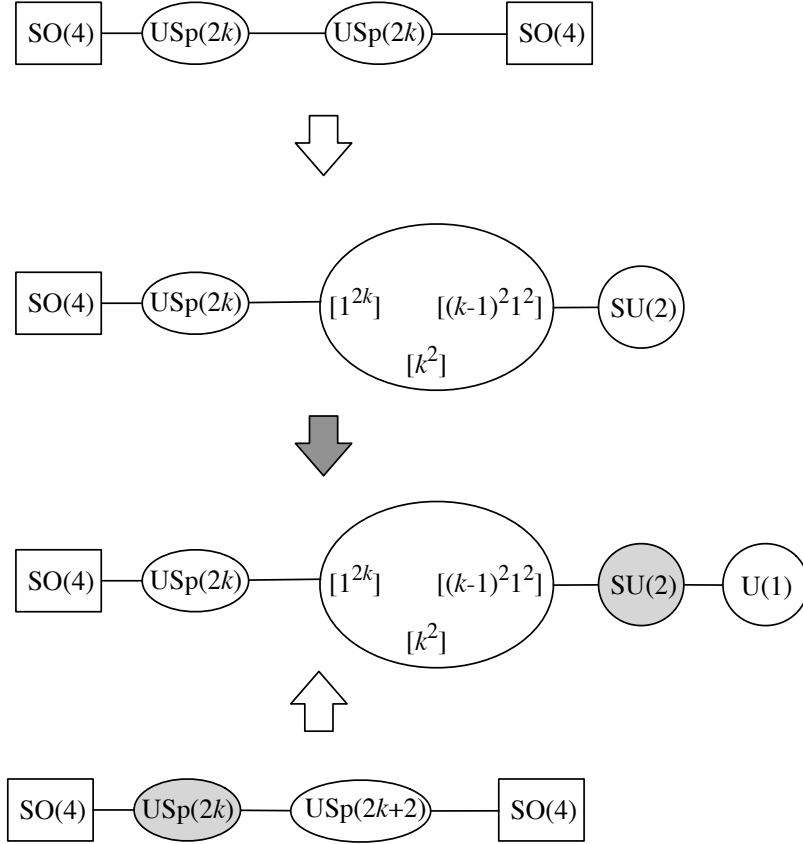 SO(4) USp(2k) USp(2k) SO(4)
SO(4) USp(2k) [1^{2k}] [(k-1)^2 1^2] SU(2)
[k^2]
SO(4) USp(2k) [1^{2k}] [(k-1)^2 1^2] SU(2) U(1)
[k^2]
SO(4) USp(2k) USp(2k+2) SO(4)